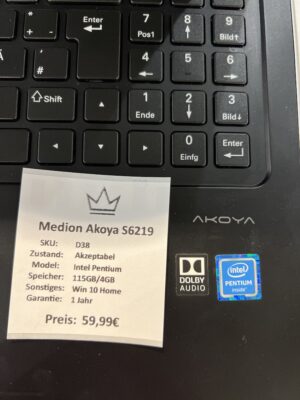 * + ~
Enter
7 Pos1
8 ↑
9 Bild↑
Ä
' #
4 ←
5
6 →
⇧ Shift
▲
1 Ende
2 ↓
3 Bild↓
◄
▼
►
0 Einfg
Enter
Medion Akoya S6219
SKU: D38
Zustand: Akzeptabel
Model: Intel Pentium
Speicher: 115GB/4GB
Sonstiges: Win 10 Home
Garantie: 1 Jahr
Preis: 59,99€
AKOYA
DOLBY
AUDIO
intel
PENTIUM
inside